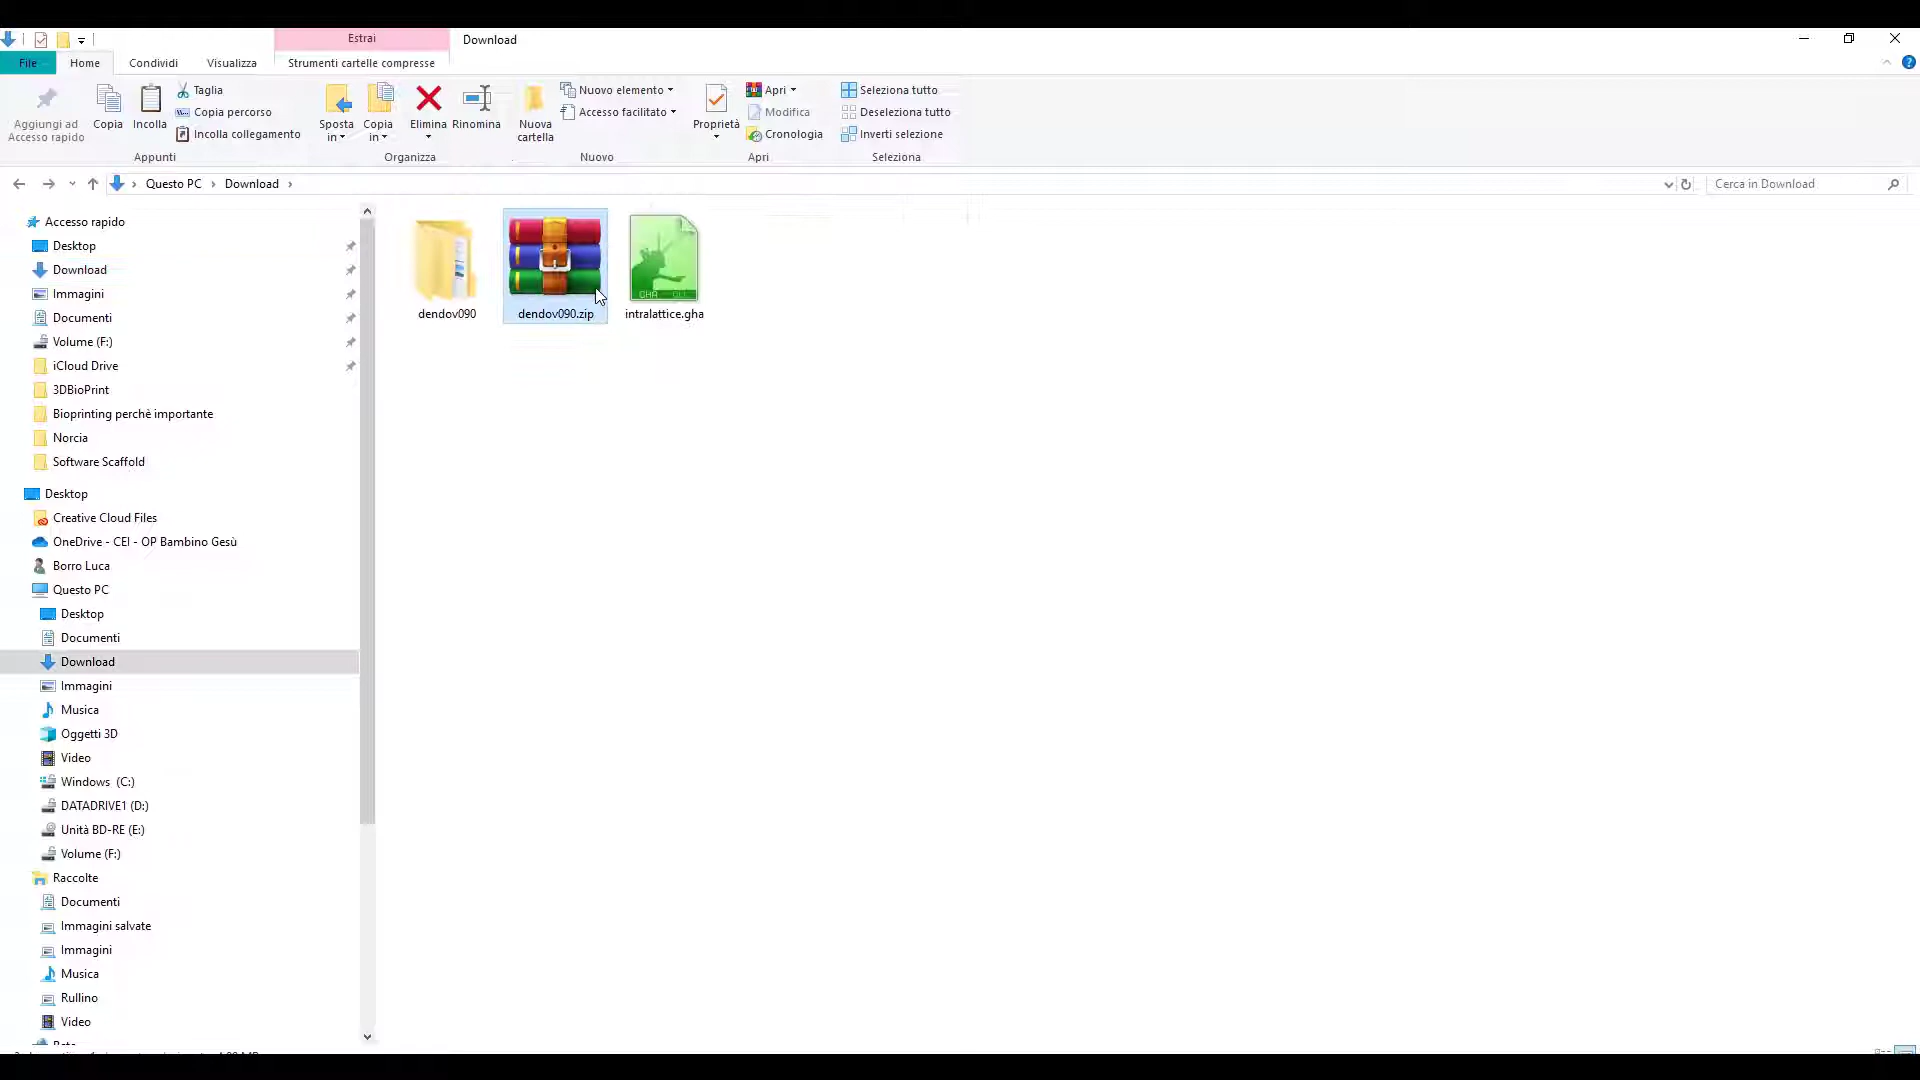 Estrai
Download
File
Home
Condividi
Visualizza
Strumenti cartelle compresse
Aggiungi ad
Accesso rapido
Copia
Incolla
Taglia
Copia percorso
Incolla collegamento
Appunti
Sposta
in
Copia
in
Elimina
Rinomina
Organizza
Nuova
cartella
Nuovo elemento
Accesso facilitato
Nuovo
Proprietà
Apri
Modifica
Cronologia
Apri
Seleziona tutto
Deseleziona tutto
Inverti selezione
Seleziona
Questo PC
Download
Cerca in Download
Accesso rapido
Desktop
Download
Immagini
Documenti
Volume (F:)
iCloud Drive
3DBioPrint
Bioprinting perchè importante
Norcia
Software Scaffold
Desktop
Creative Cloud Files
OneDrive - CEI - OP Bambino Gesù
Borro Luca
Questo PC
Desktop
Documenti
Download
Immagini
Musica
Oggetti 3D
Video
Windows (C:)
DATADRIVE1 (D:)
Unità BD-RE (E:)
Volume (F:)
Raccolte
Documenti
Immagini salvate
Immagini
Musica
Rullino
Video
dendov090
dendov090.zip
intralattice.gha